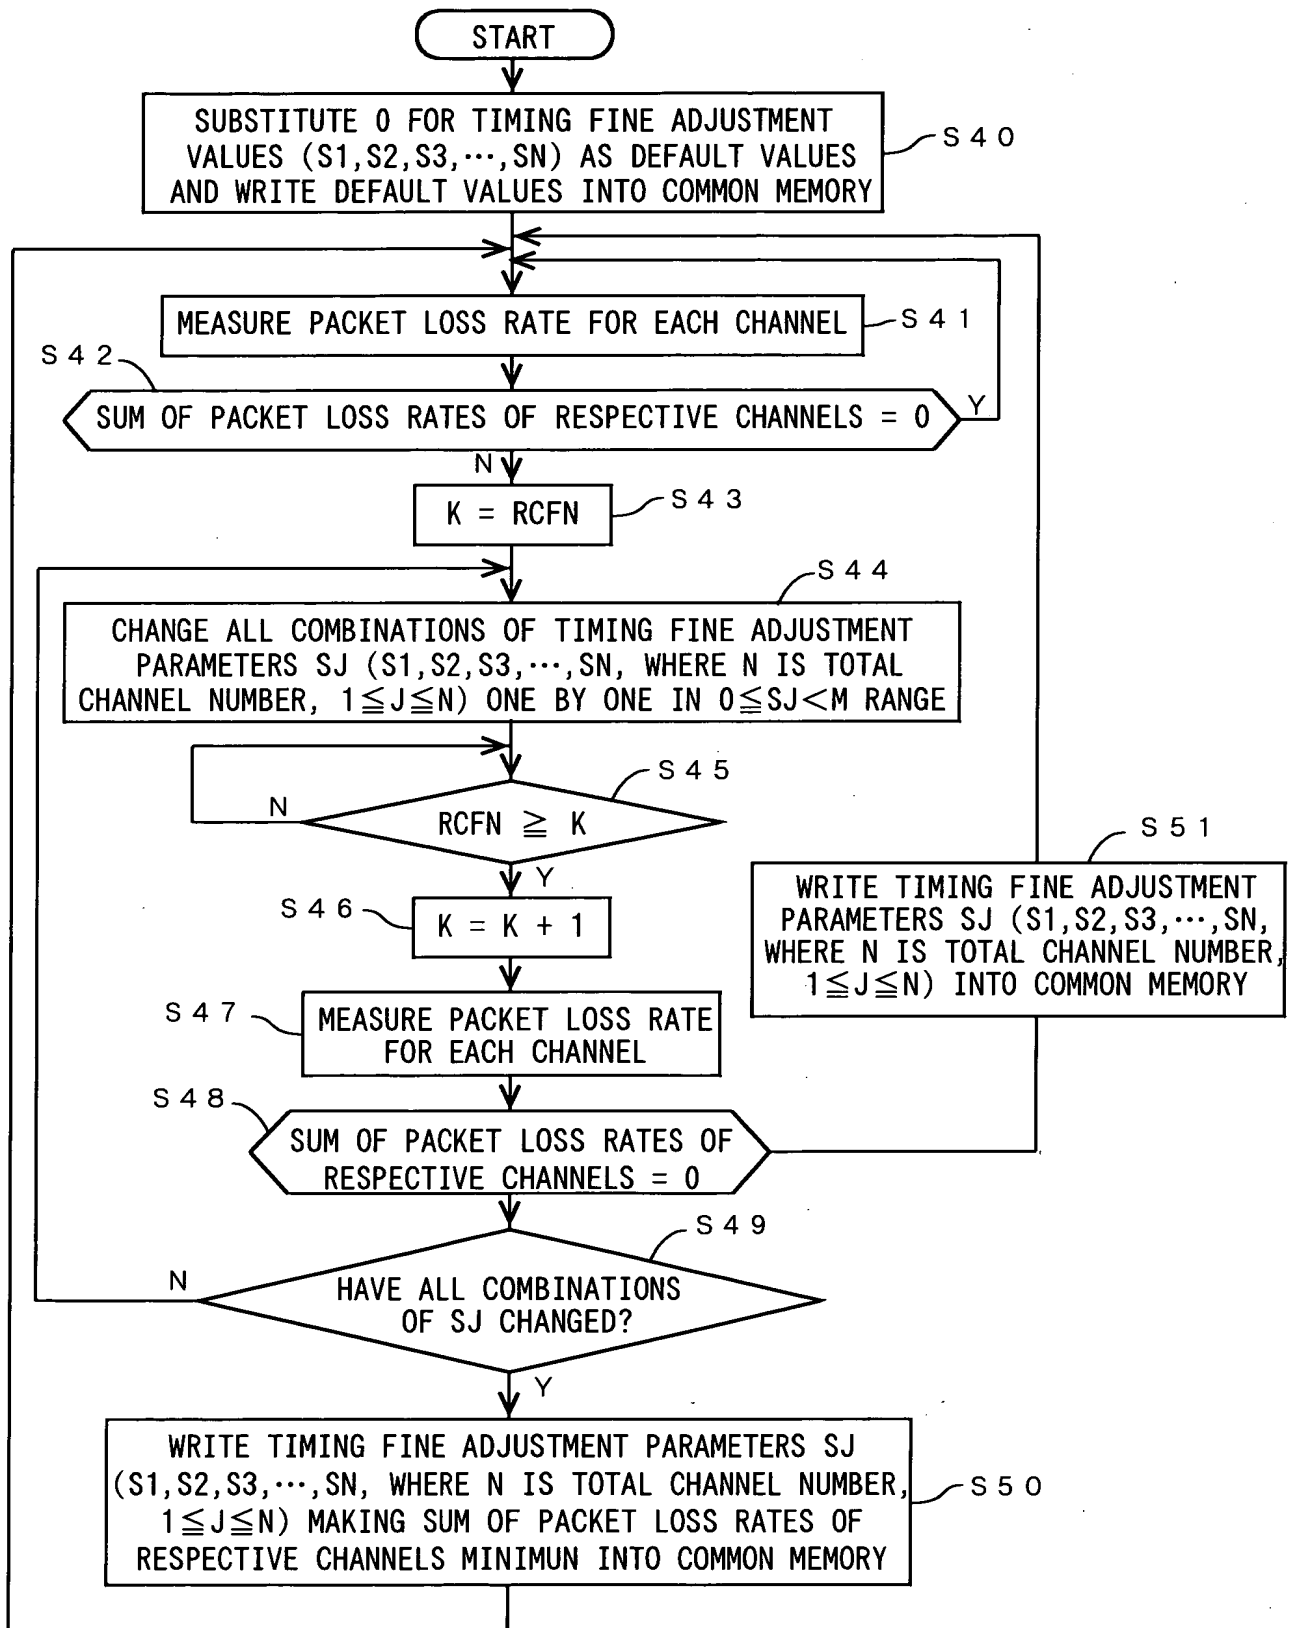 START
SUBSTITUTE 0 FOR TIMING FINE ADJUSTMENT
VALUES (S1,S2,S3,⋯,SN) AS DEFAULT VALUES
AND WRITE DEFAULT VALUES INTO COMMON MEMORY
S40
MEASURE PACKET LOSS RATE FOR EACH CHANNEL
S41
S42
SUM OF PACKET LOSS RATES OF RESPECTIVE CHANNELS = 0
Y
N
K = RCFN
S43
S44
CHANGE ALL COMBINATIONS OF TIMING FINE ADJUSTMENT
PARAMETERS SJ (S1,S2,S3,⋯,SN, WHERE N IS TOTAL
CHANNEL NUMBER, 1≦J≦N) ONE BY ONE IN 0≦SJ<M RANGE
S45
N
RCFN ≧ K
Y
S46
K = K + 1
S51
WRITE TIMING FINE ADJUSTMENT
PARAMETERS SJ (S1,S2,S3,⋯,SN,
WHERE N IS TOTAL CHANNEL NUMBER,
1≦J≦N) INTO COMMON MEMORY
S47
MEASURE PACKET LOSS RATE
FOR EACH CHANNEL
S48
SUM OF PACKET LOSS RATES OF
RESPECTIVE CHANNELS = 0
S49
N
HAVE ALL COMBINATIONS
OF SJ CHANGED?
Y
WRITE TIMING FINE ADJUSTMENT PARAMETERS SJ
(S1,S2,S3,⋯,SN, WHERE N IS TOTAL CHANNEL NUMBER,
1≦J≦N) MAKING SUM OF PACKET LOSS RATES OF
RESPECTIVE CHANNELS MINIMUN INTO COMMON MEMORY
S50